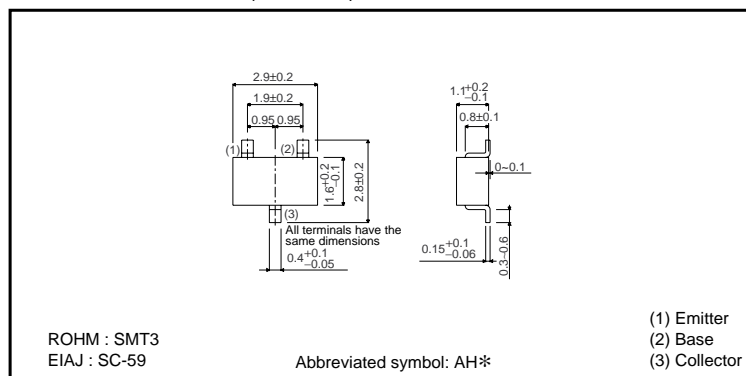 2.9±0.2
1.9±0.2
0.95 0.95
(1)
(2)
1.6+0.2 −0.1
2.8±0.2
(3)
All terminals have the
same dimensions
0.4+0.1 −0.05
1.1+0.2 −0.1
0.8±0.1
0~0.1
0.15+0.1 −0.06
0.3~0.6
ROHM : SMT3
EIAJ : SC-59
Abbreviated symbol: AH*
(1) Emitter
(2) Base
(3) Collector